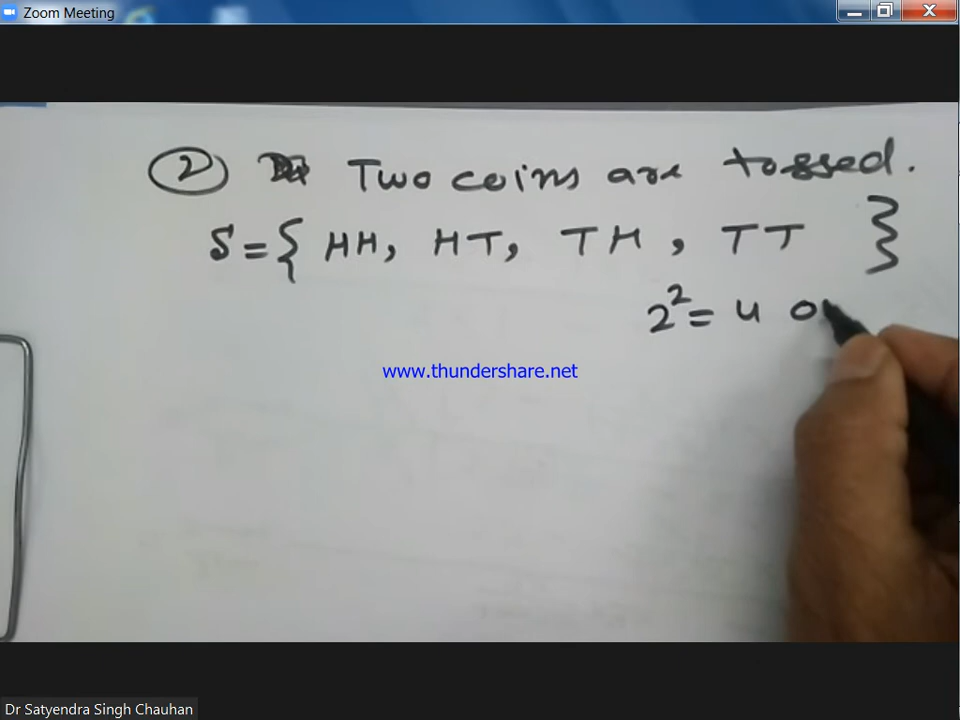 Zoom Meeting
② Two coins are tossed.
S = { HH, HT, TH, TT }
2² = 4
www.thundershare.net
Dr Satyendra Singh Chauhan